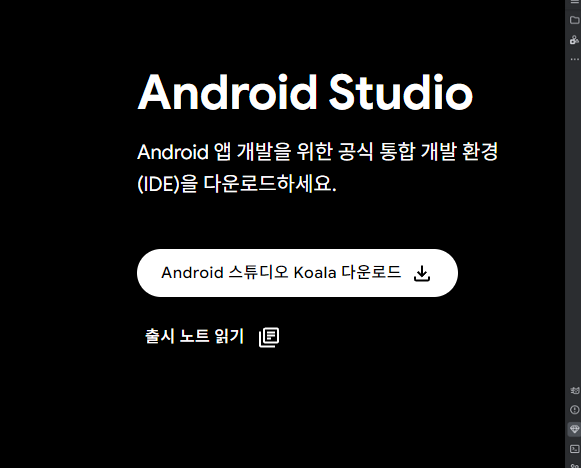 Android Studio
Android 앱 개발을 위한 공식 통합 개발 환경
(IDE)을 다운로드하세요.
Android 스튜디오 Koala 다운로드
출시 노트 읽기